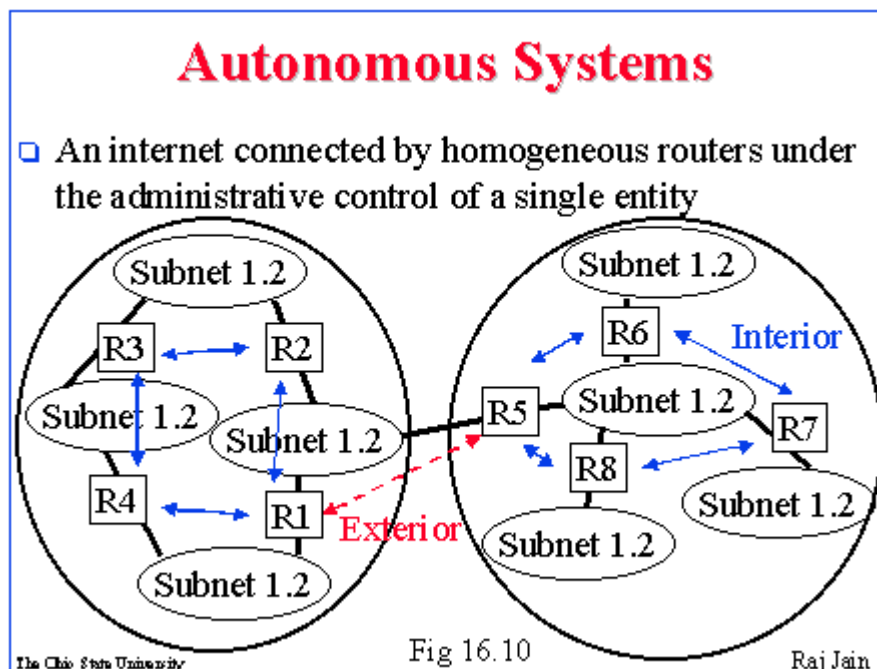 Autonomous Systems
❑ An internet connected by homogeneous routers under
the administrative control of a single entity
Subnet 1.2
Subnet 1.2
R3
R2
R6
Interior
Subnet 1.2
Subnet 1.2
R5
Subnet 1.2
R7
R4
R1
Exterior
R8
Subnet 1.2
Subnet 1.2
Subnet 1.2
The Ohio State University
Fig 16.10
Raj Jain